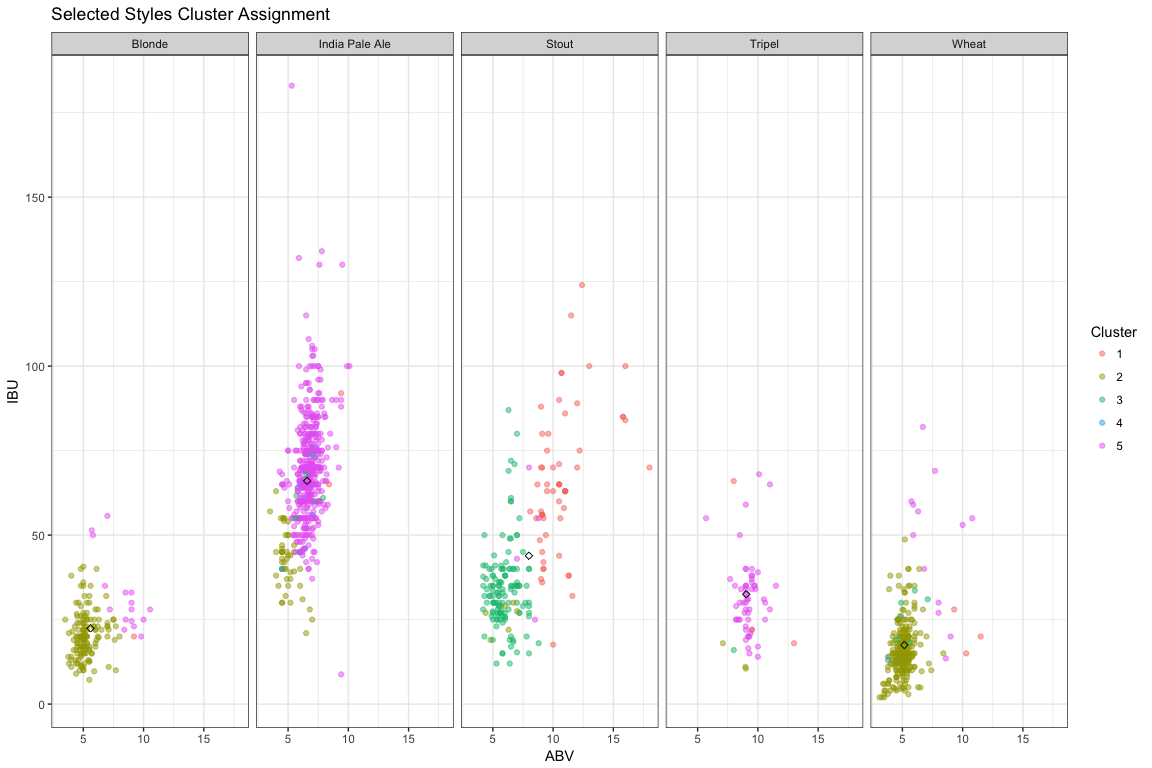 Selected Styles Cluster Assignment
Blonde
India Pale Ale
Stout
Tripel
Wheat
IBU
150
100
50
0
5 10 15
5 10 15
5 10 15
5 10 15
5 10 15
ABV
Cluster
1
2
3
4
5